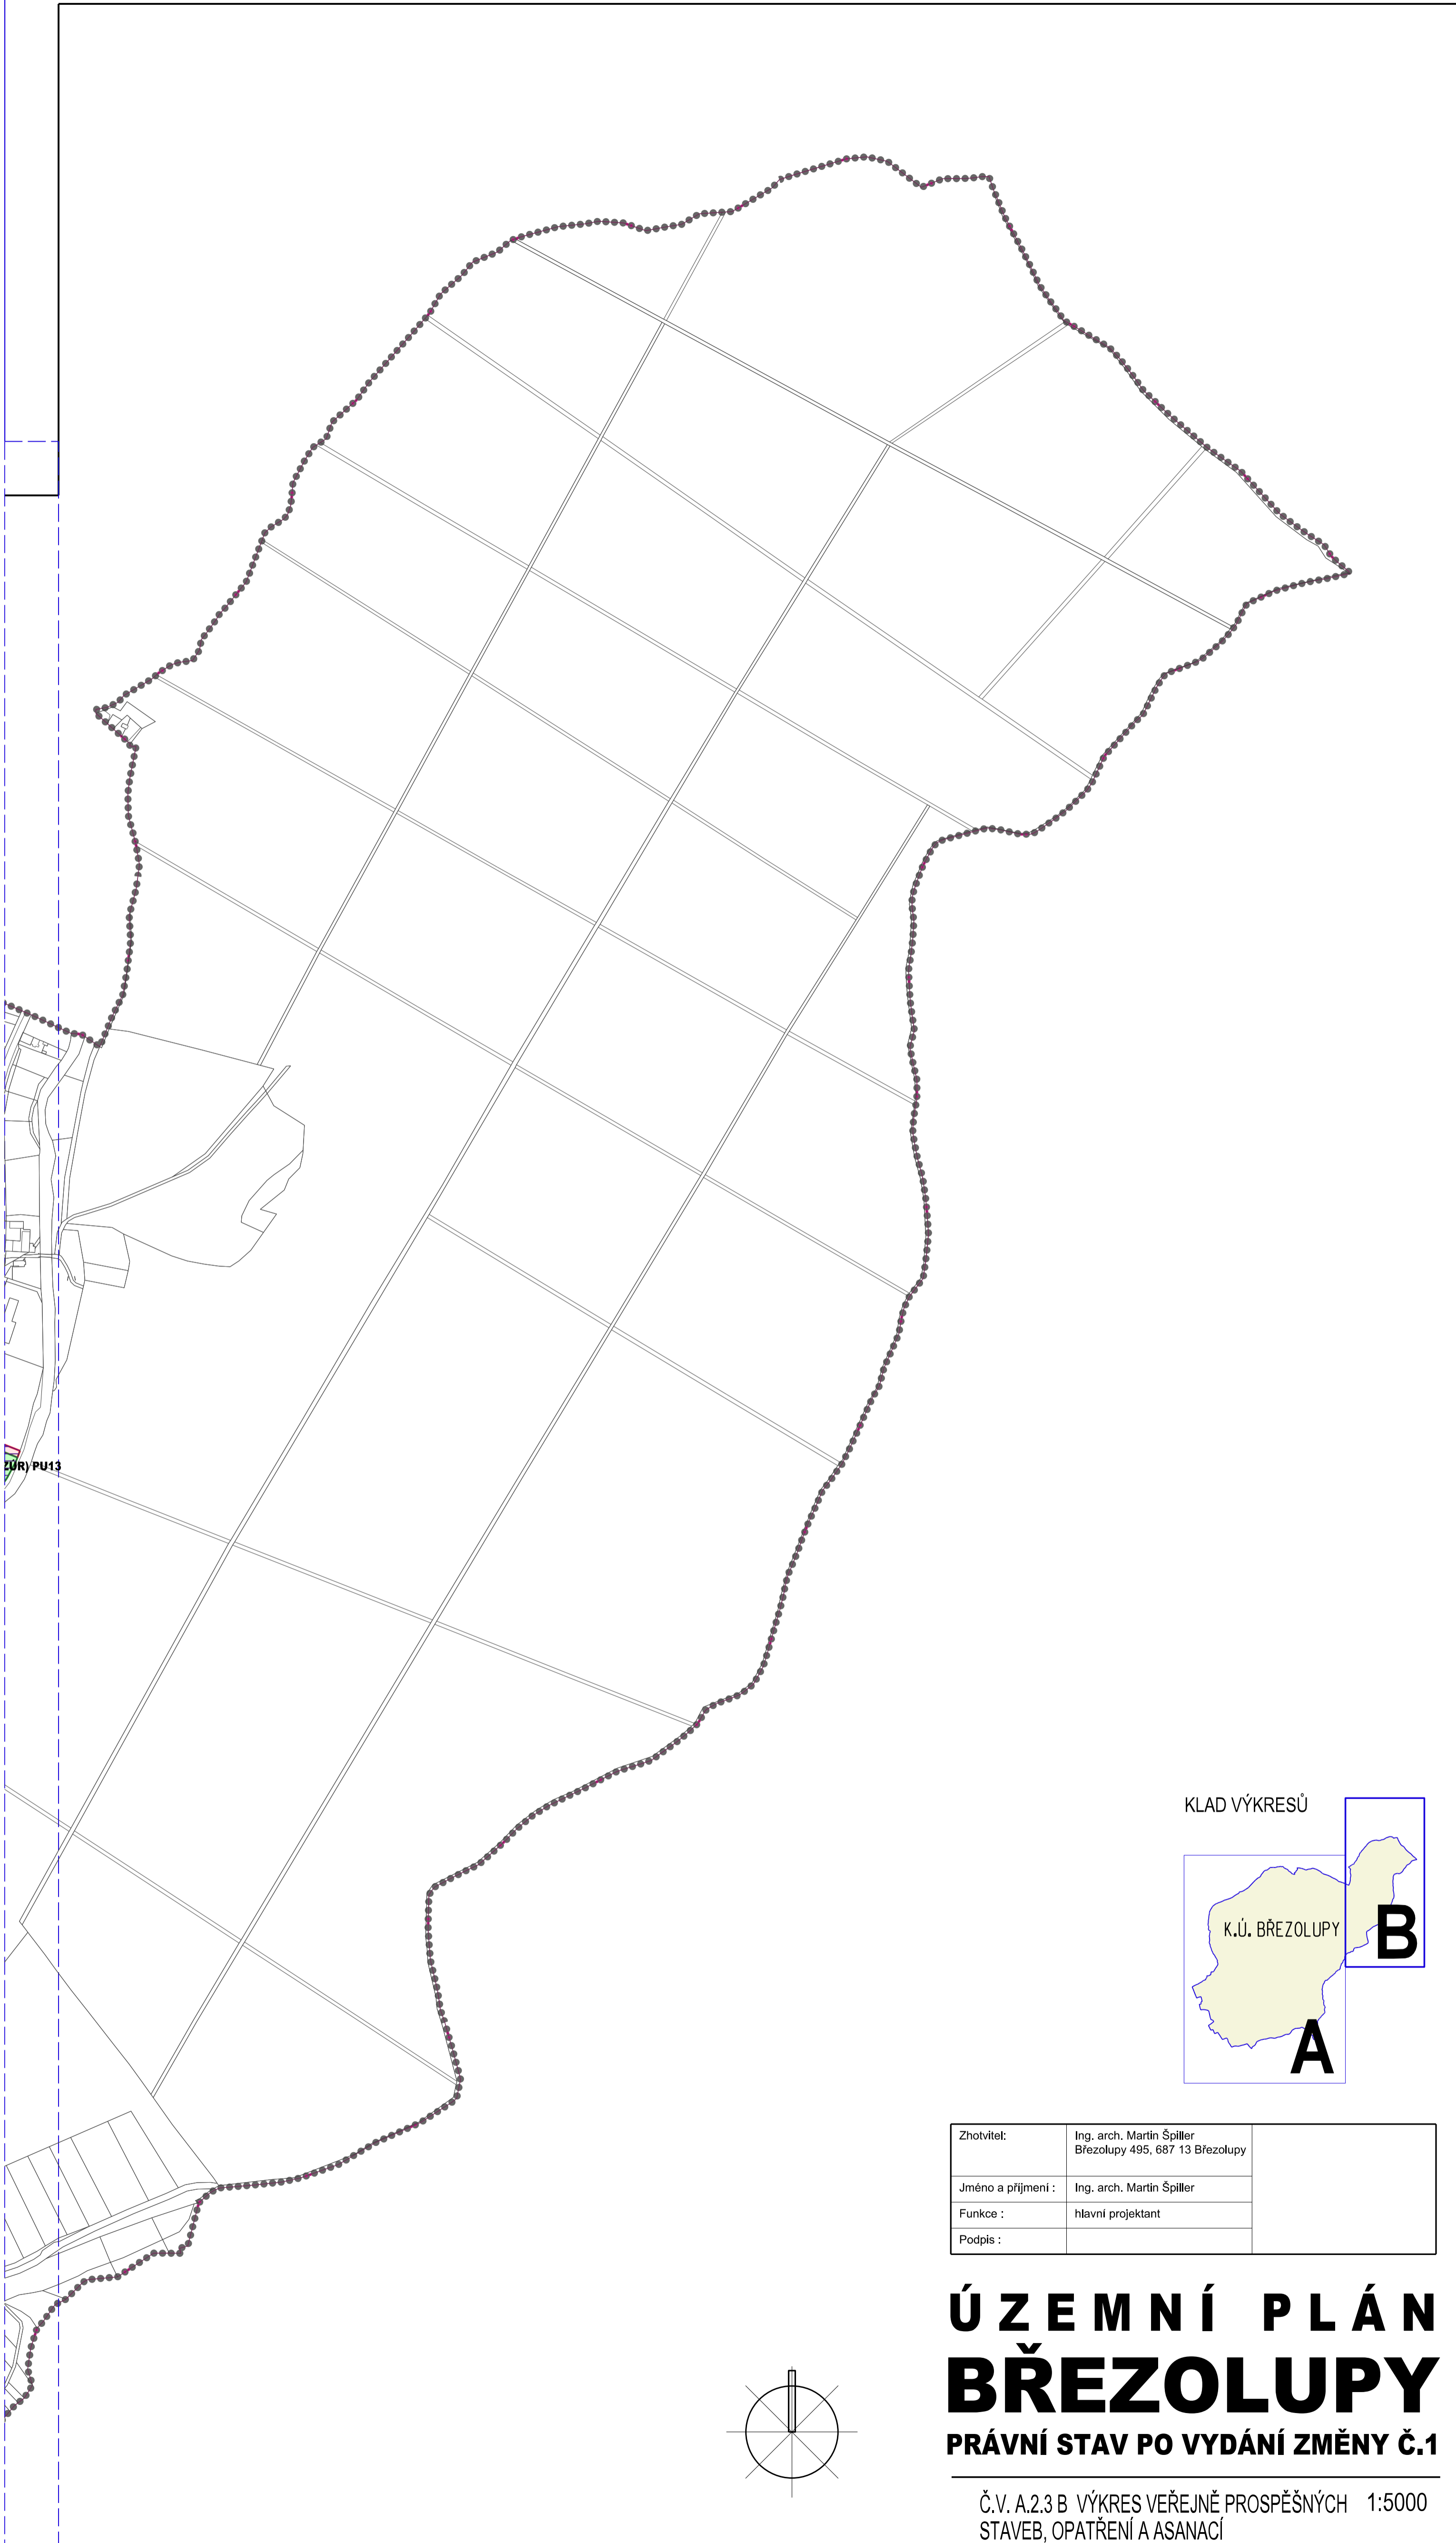 ZÚR) PU13
KLAD VÝKRESŮ
K.Ú. BŘEZOLUPY
B
A
Zhotvitel:
Ing. arch. Martin Špiller
Březolupy 495, 687 13 Březolupy
Jméno a příjmení :
Ing. arch. Martin Špiller
Funkce :
hlavní projektant
Podpis :
ÚZEMNÍ PLÁN
BŘEZOLUPY
PRÁVNÍ STAV PO VYDÁNÍ ZMĚNY Č.1
Č.V. A.2.3 B VÝKRES VEŘEJNĚ PROSPĚŠNÝCH 1:5000
STAVEB, OPATŘENÍ A ASANACÍ